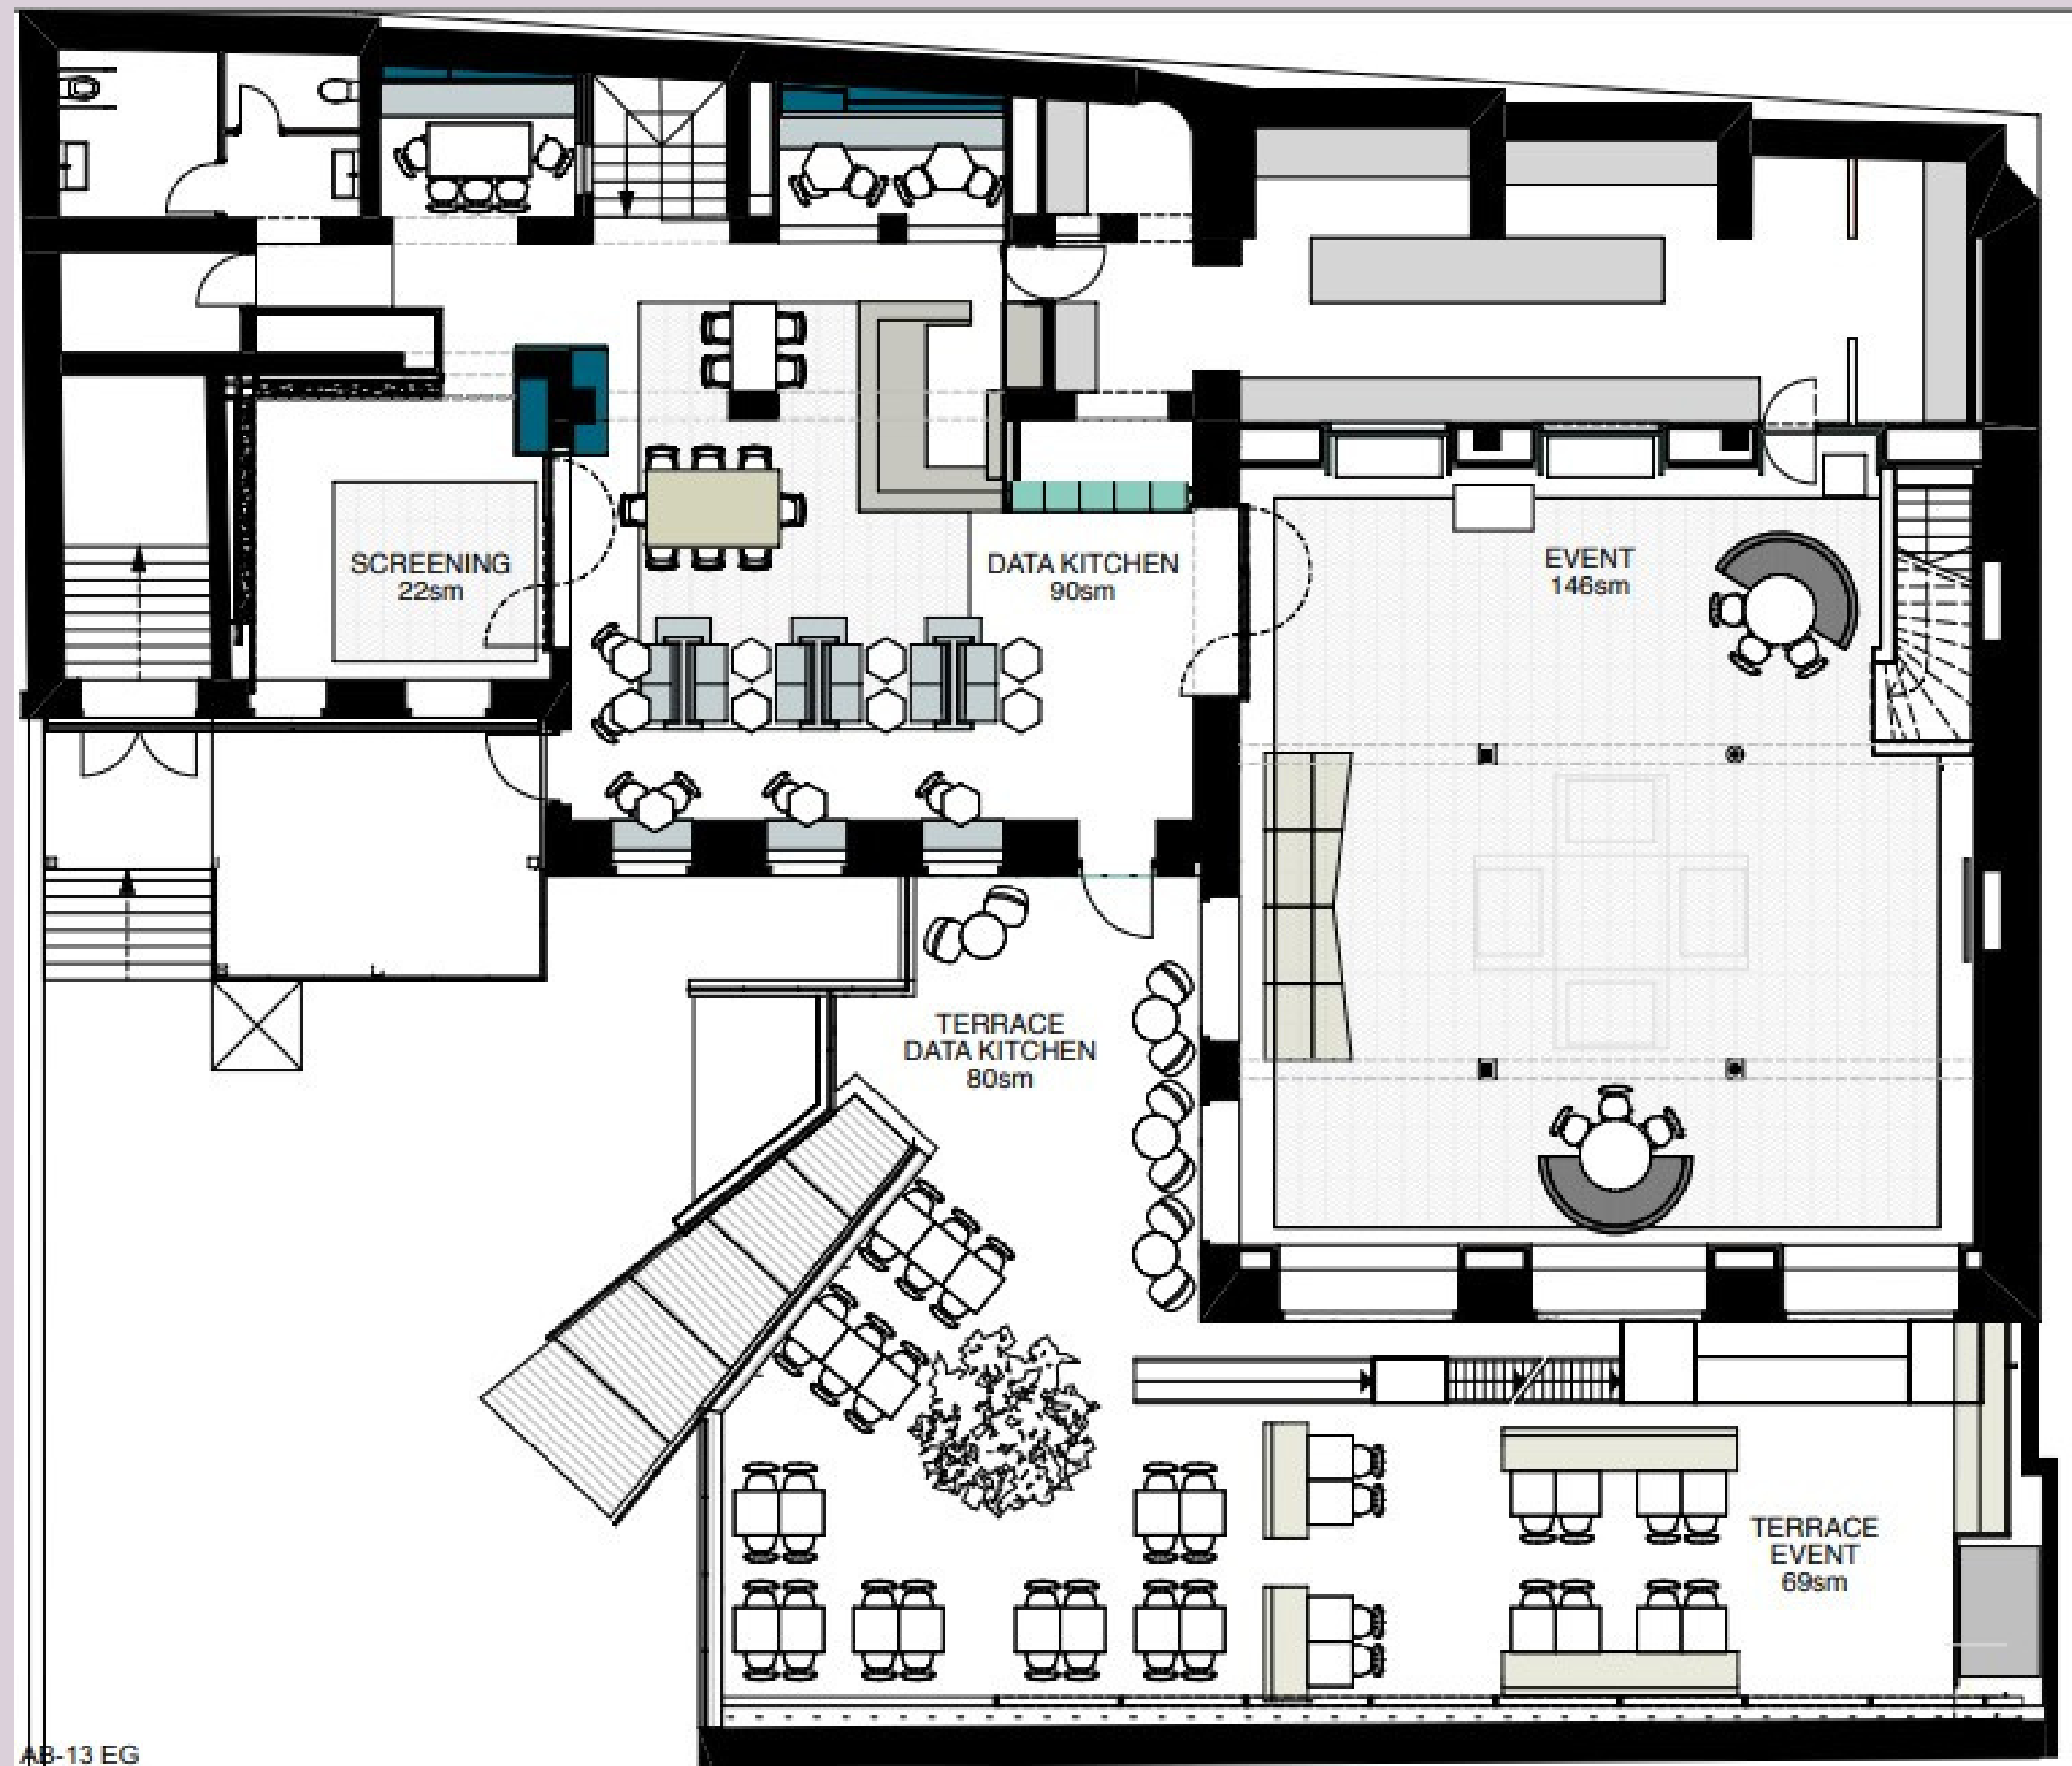 SCREENING
22sm
DATA KITCHEN
90sm
EVENT
146sm
TERRACE
DATA KITCHEN
80sm
TERRACE
EVENT
69sm
AB-13 EG